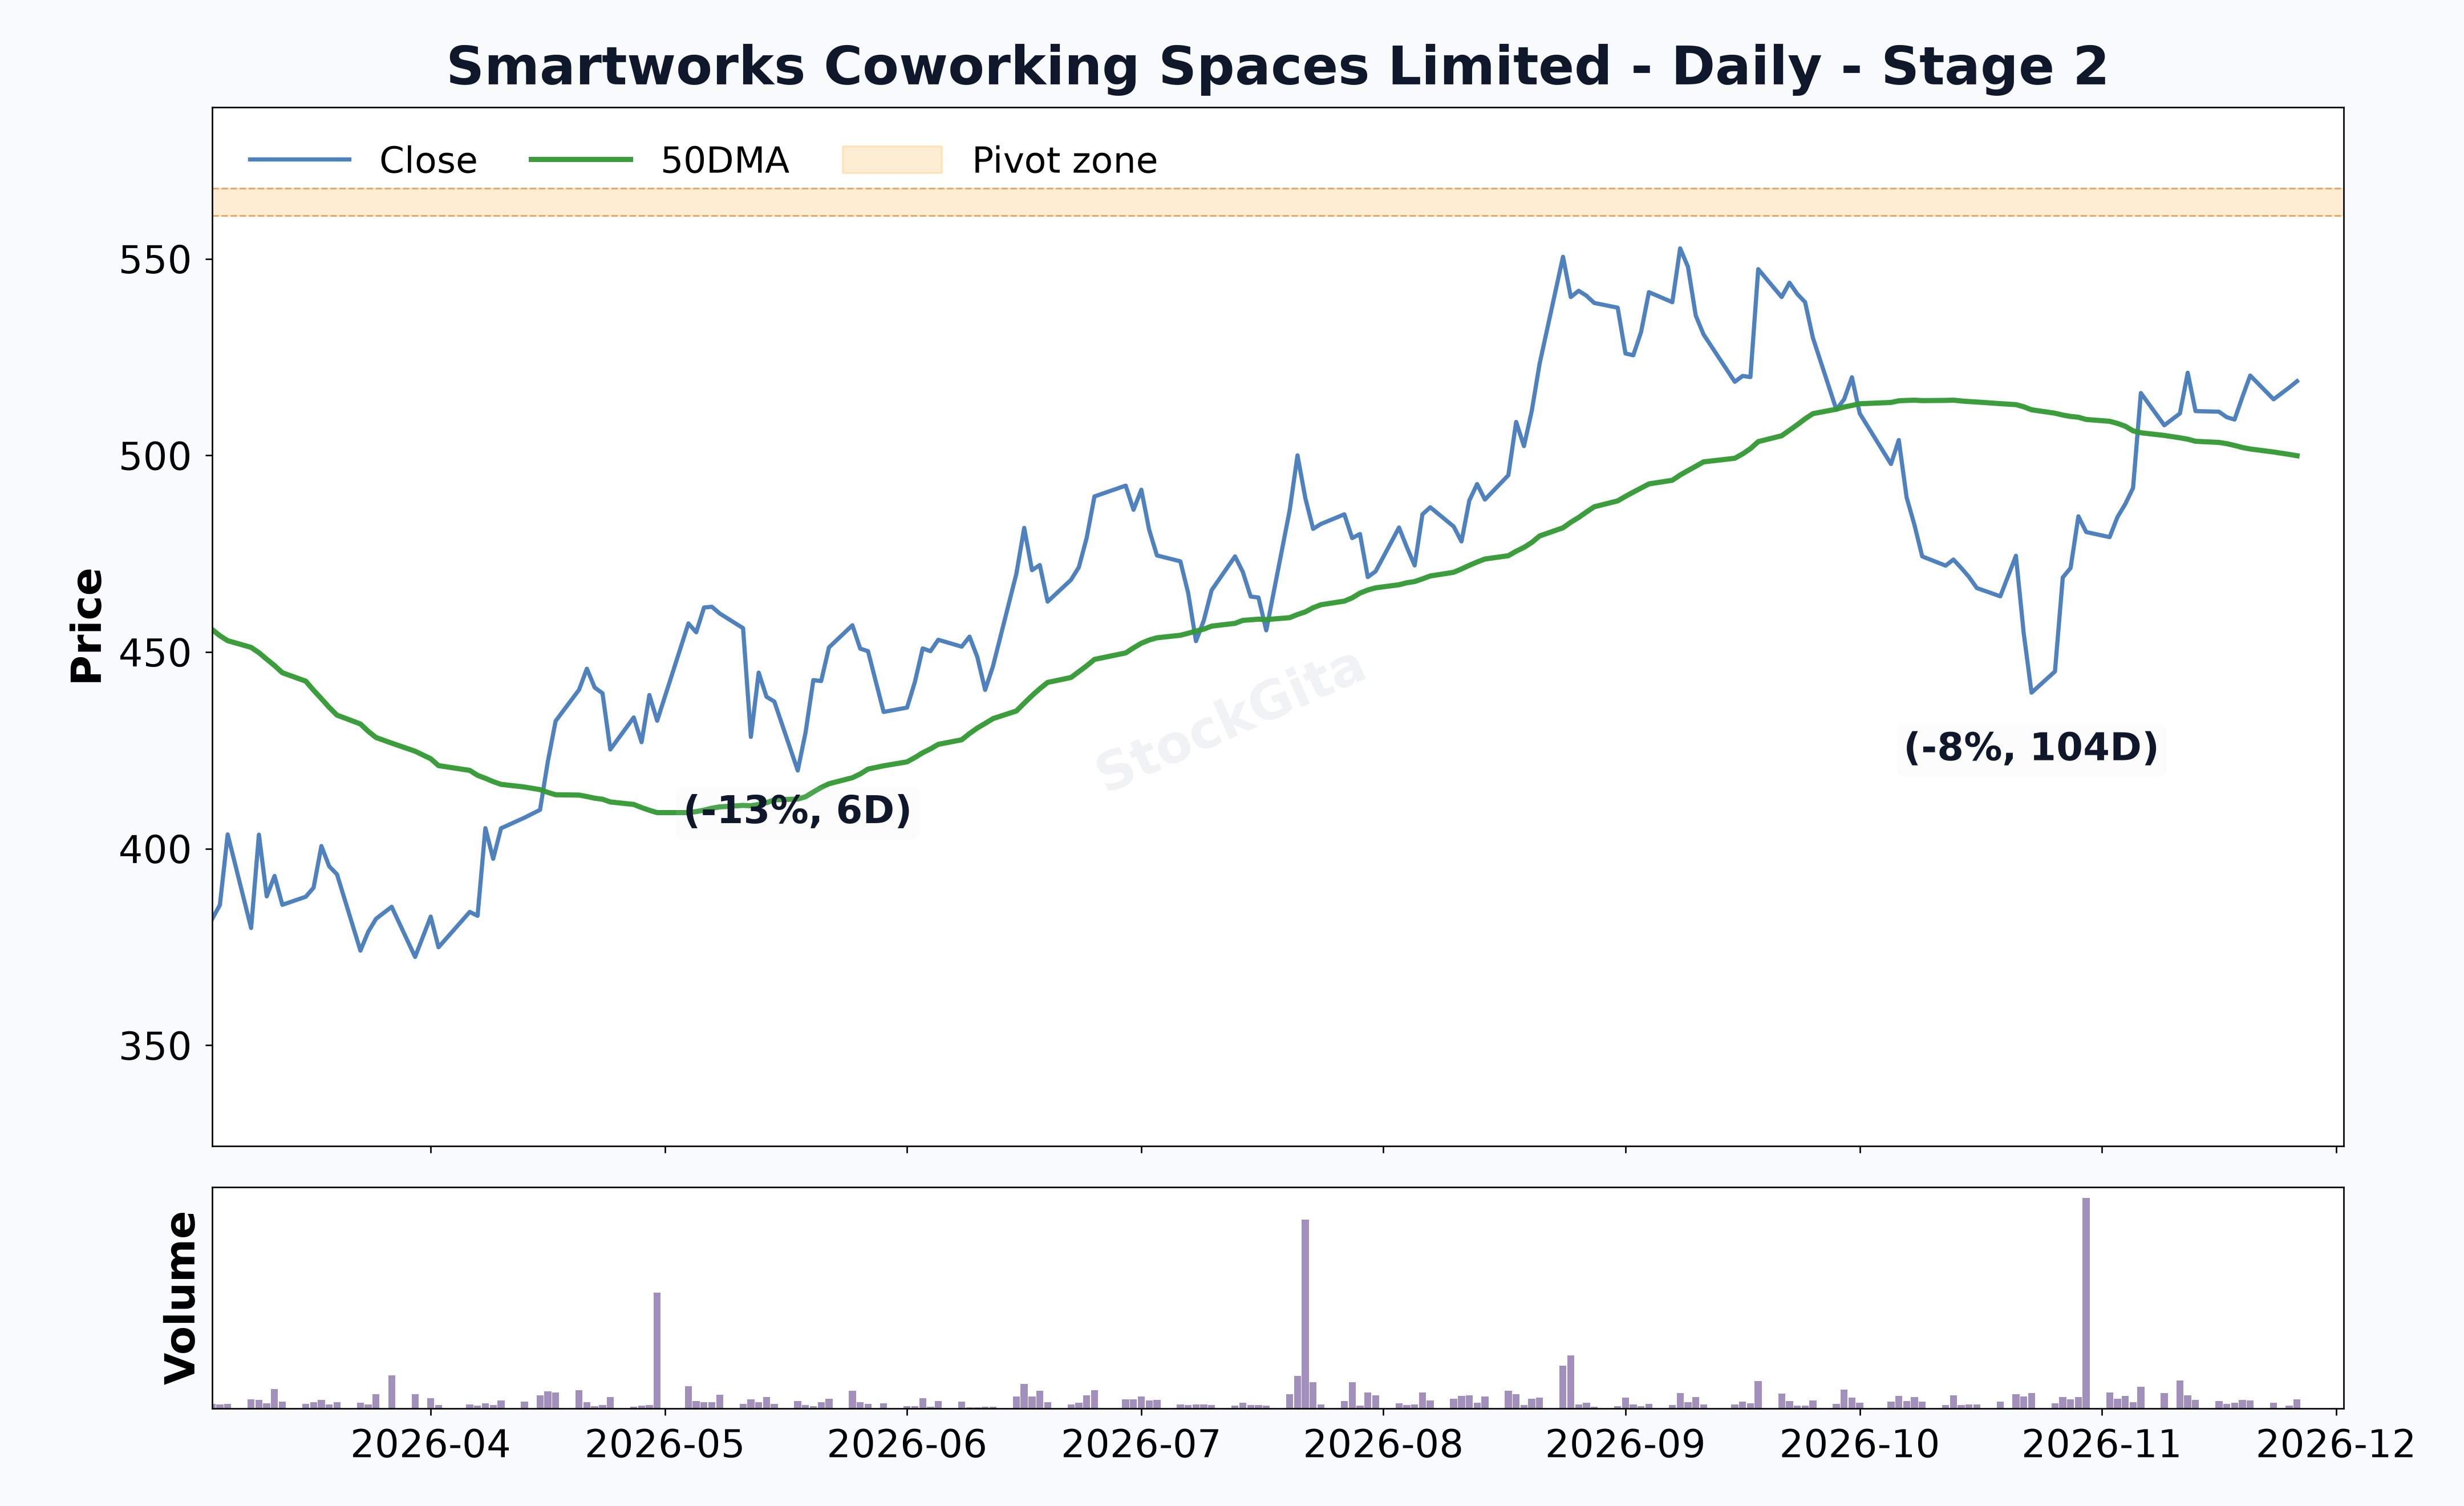 Smartworks Coworking Spaces Limited - Daily - Stage 2
Close
50DMA
Pivot zone
Price
550
500
450
400
350
(-13%, 6D)
(-8%, 104D)
StockGita
Volume
2026-04
2026-05
2026-06
2026-07
2026-08
2026-09
2026-10
2026-11
2026-12